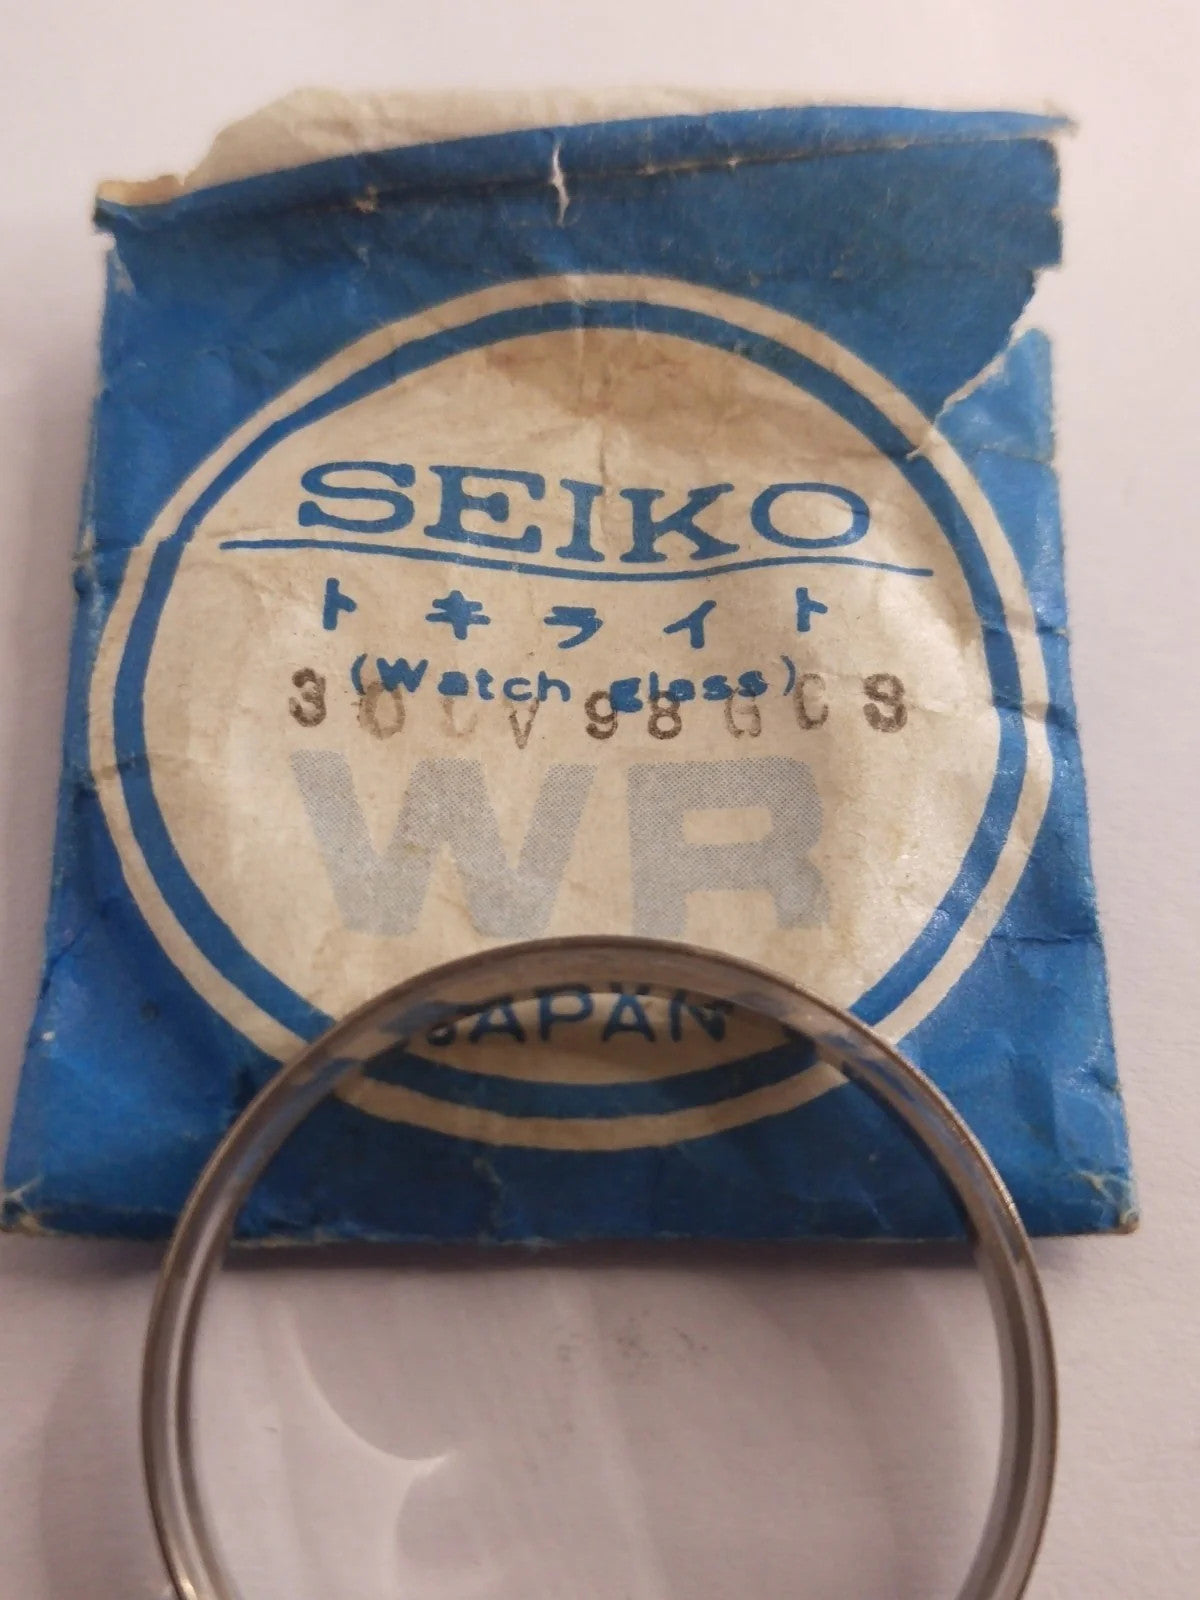 SEIKO
トキライト
(Watch glass)
WR
JAPAN